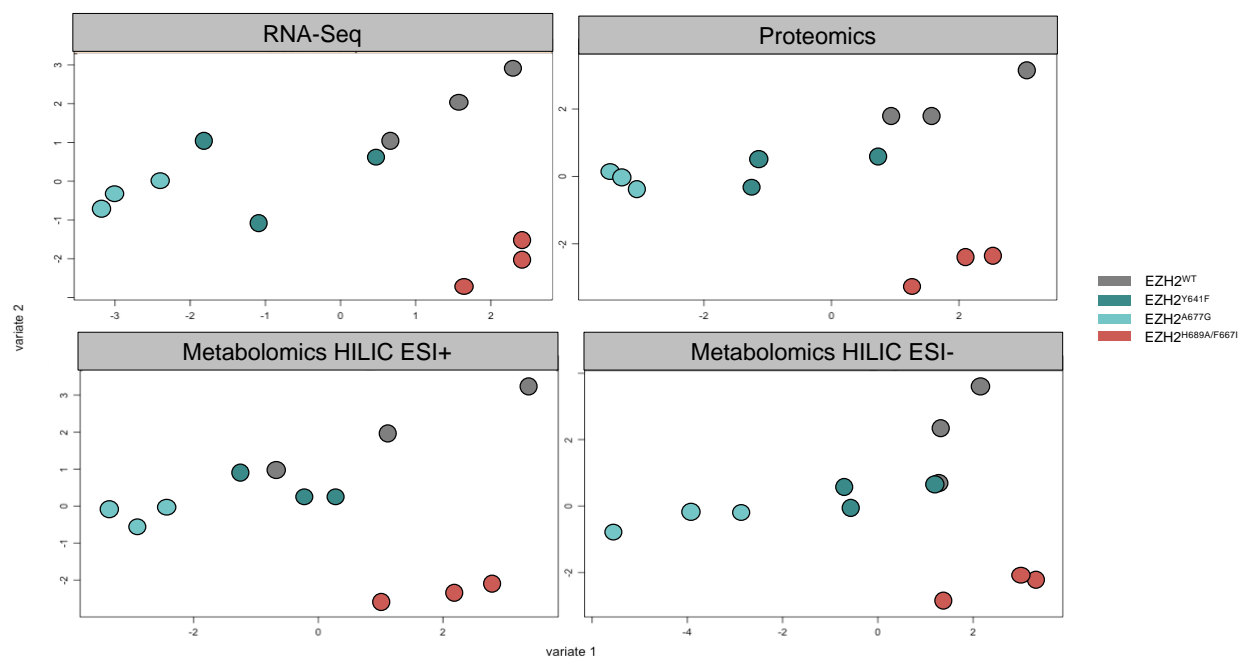 RNA-Seq
3
2
1
0
-1
-2
-3 -2 -1 0 1 2
Proteomics
2
0
-2
-2 0 2
Metabolomics HILIC ESI+
3
2
1
0
-1
-2
-2 0 2
Metabolomics HILIC ESI-
2
0
-2
-6 -4 -2 0 2
variate 2
variate 1
EZH2WT
EZH2Y641F
EZH2A677G
EZH2H689A/F667I